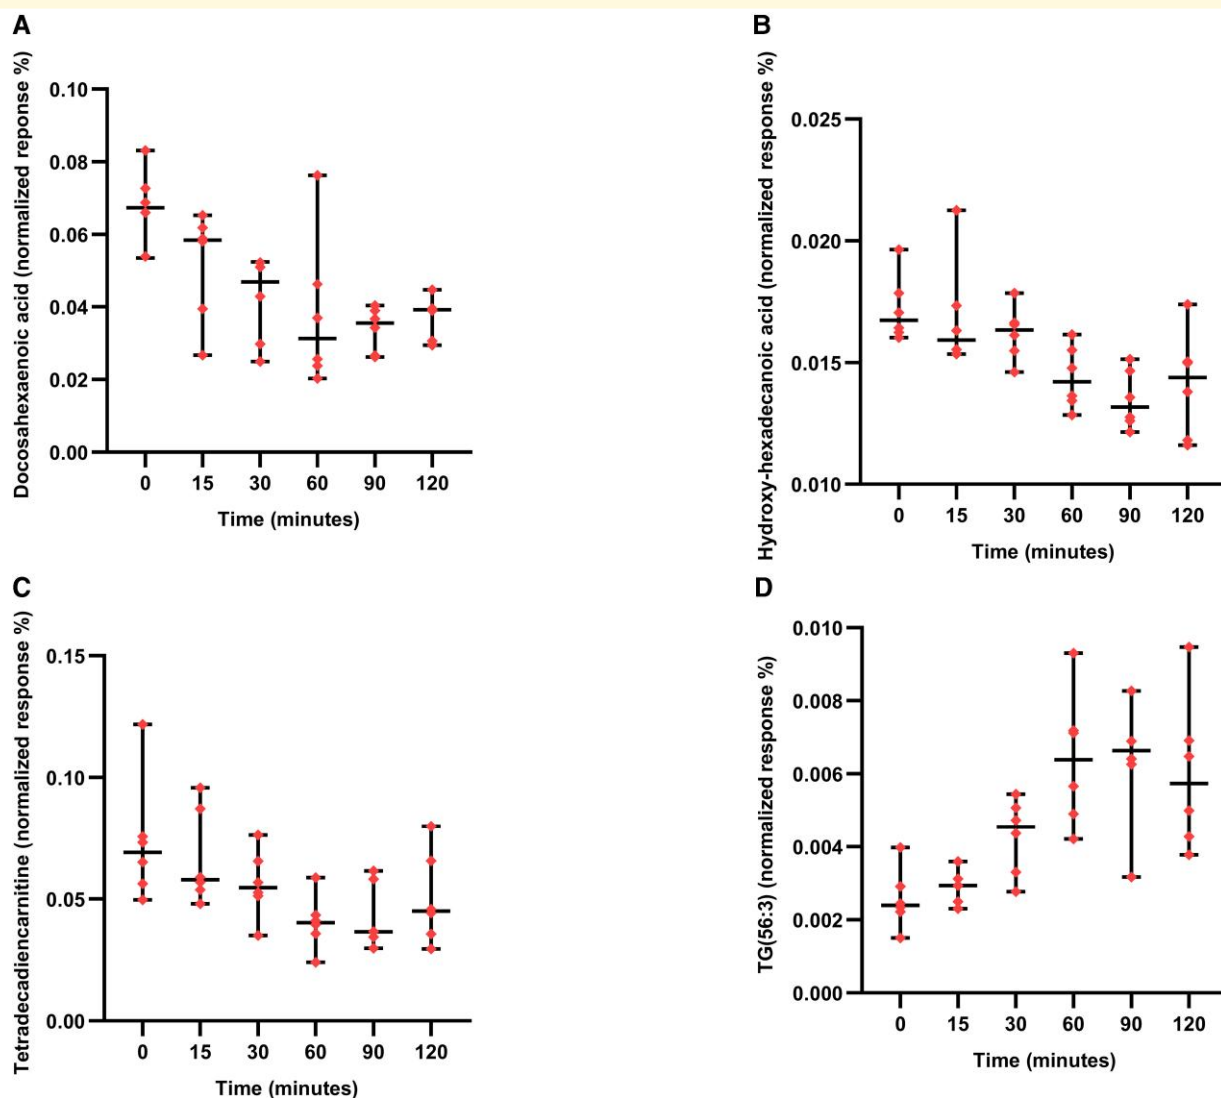 A
Docosahexaenoic acid (normalized reponse %)
0.10
0.08
0.06
0.04
0.02
0.00
0 15 30 60 90 120
Time (minutes)
B
Hydroxy-hexadecanoic acid (normalized response %)
0.025
0.020
0.015
0.010
0 15 30 60 90 120
Time (minutes)
C
Tetradecadiencarnitine (normalized response %)
0.15
0.10
0.05
0.00
0 15 30 60 90 120
Time (minutes)
D
TG(56:3) (normalized response %)
0.010
0.008
0.006
0.004
0.002
0.000
0 15 30 60 90 120
Time (minutes)